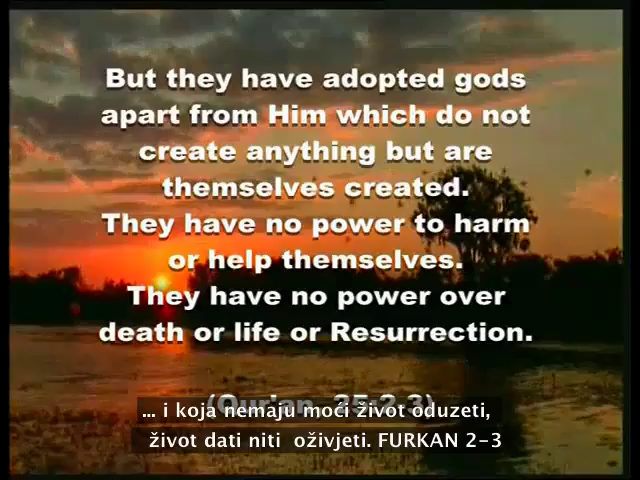 But they have adopted gods
apart from Him which do not
create anything but are
themselves created.
They have no power to harm
or help themselves.
They have no power over
death or life or Resurrection.
(Qur'an, 25:2-3)
... i koja nemaju moći život oduzeti,
život dati niti oživjeti. FURKAN 2-3